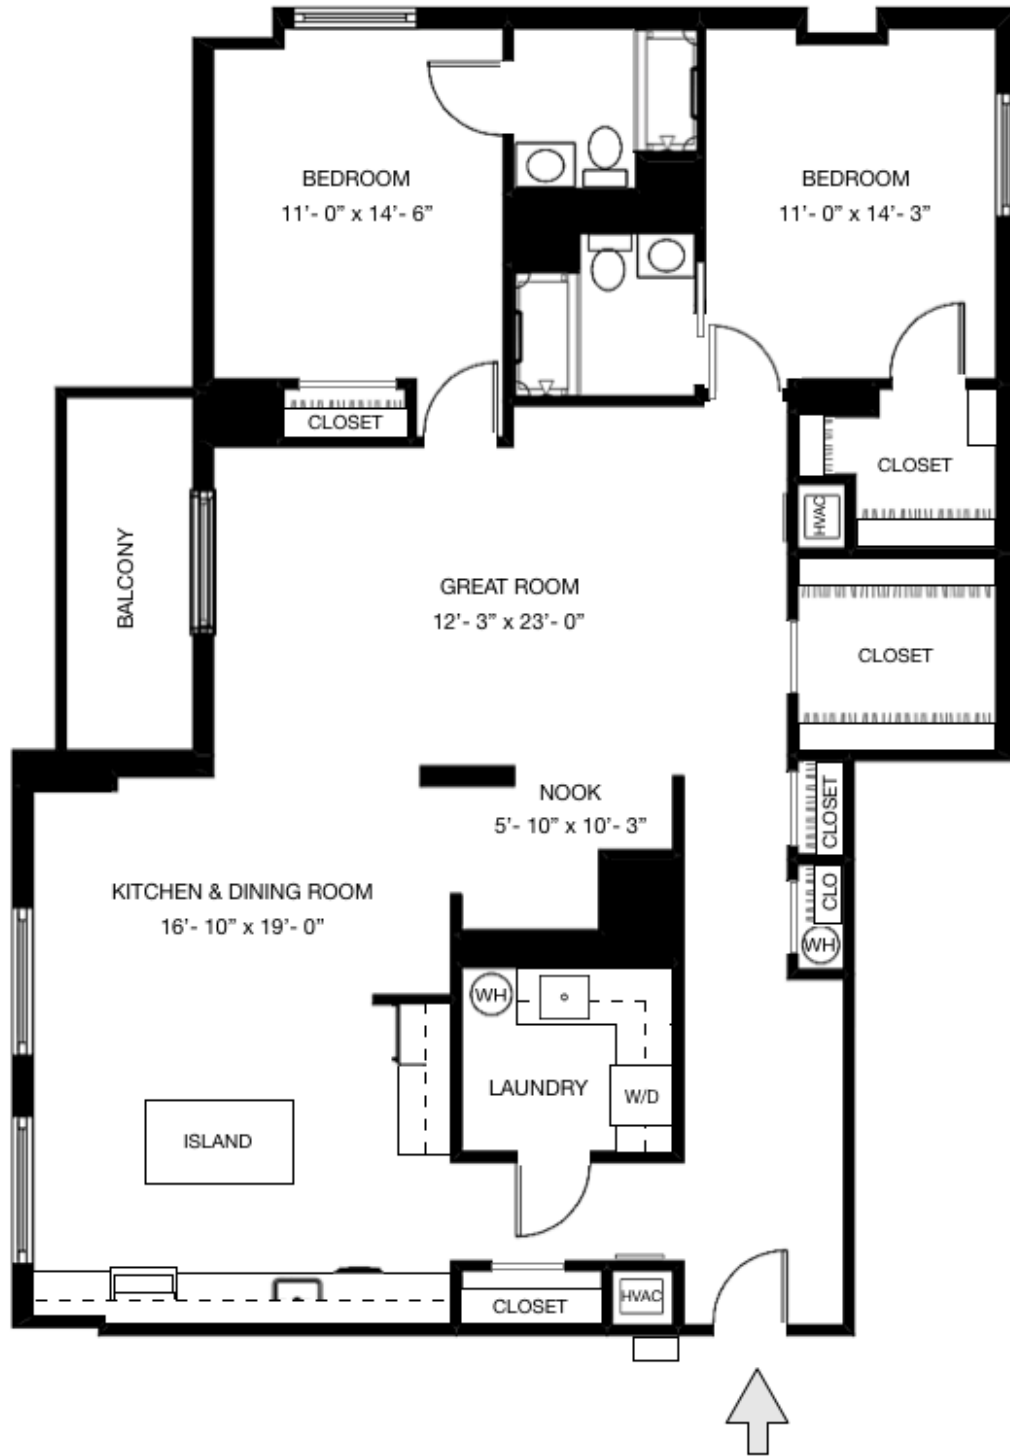 BEDROOM
11'- 0" x 14'- 6"
BEDROOM
11'- 0" x 14'- 3"
CLOSET
CLOSET
HVAC
BALCONY
GREAT ROOM
12'- 3" x 23'- 0"
CLOSET
NOOK
5'- 10" x 10'- 3"
CLOSET
KITCHEN & DINING ROOM
16'- 10" x 19'- 0"
CLO
WH
WH
LAUNDRY
W/D
ISLAND
CLOSET
HVAC